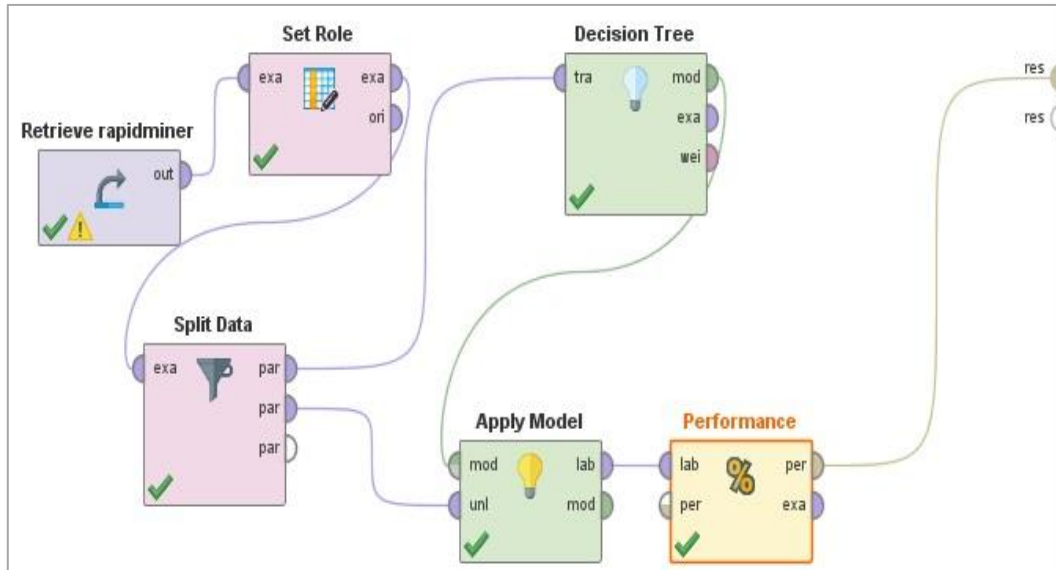 Set Role
exa
exa
ori
Decision Tree
tra
mod
exa
wei
res
res
Retrieve rapidminer
out
Split Data
exa
par
par
par
Apply Model
mod
lab
unl
mod
Performance
%
lab
per
per
exa